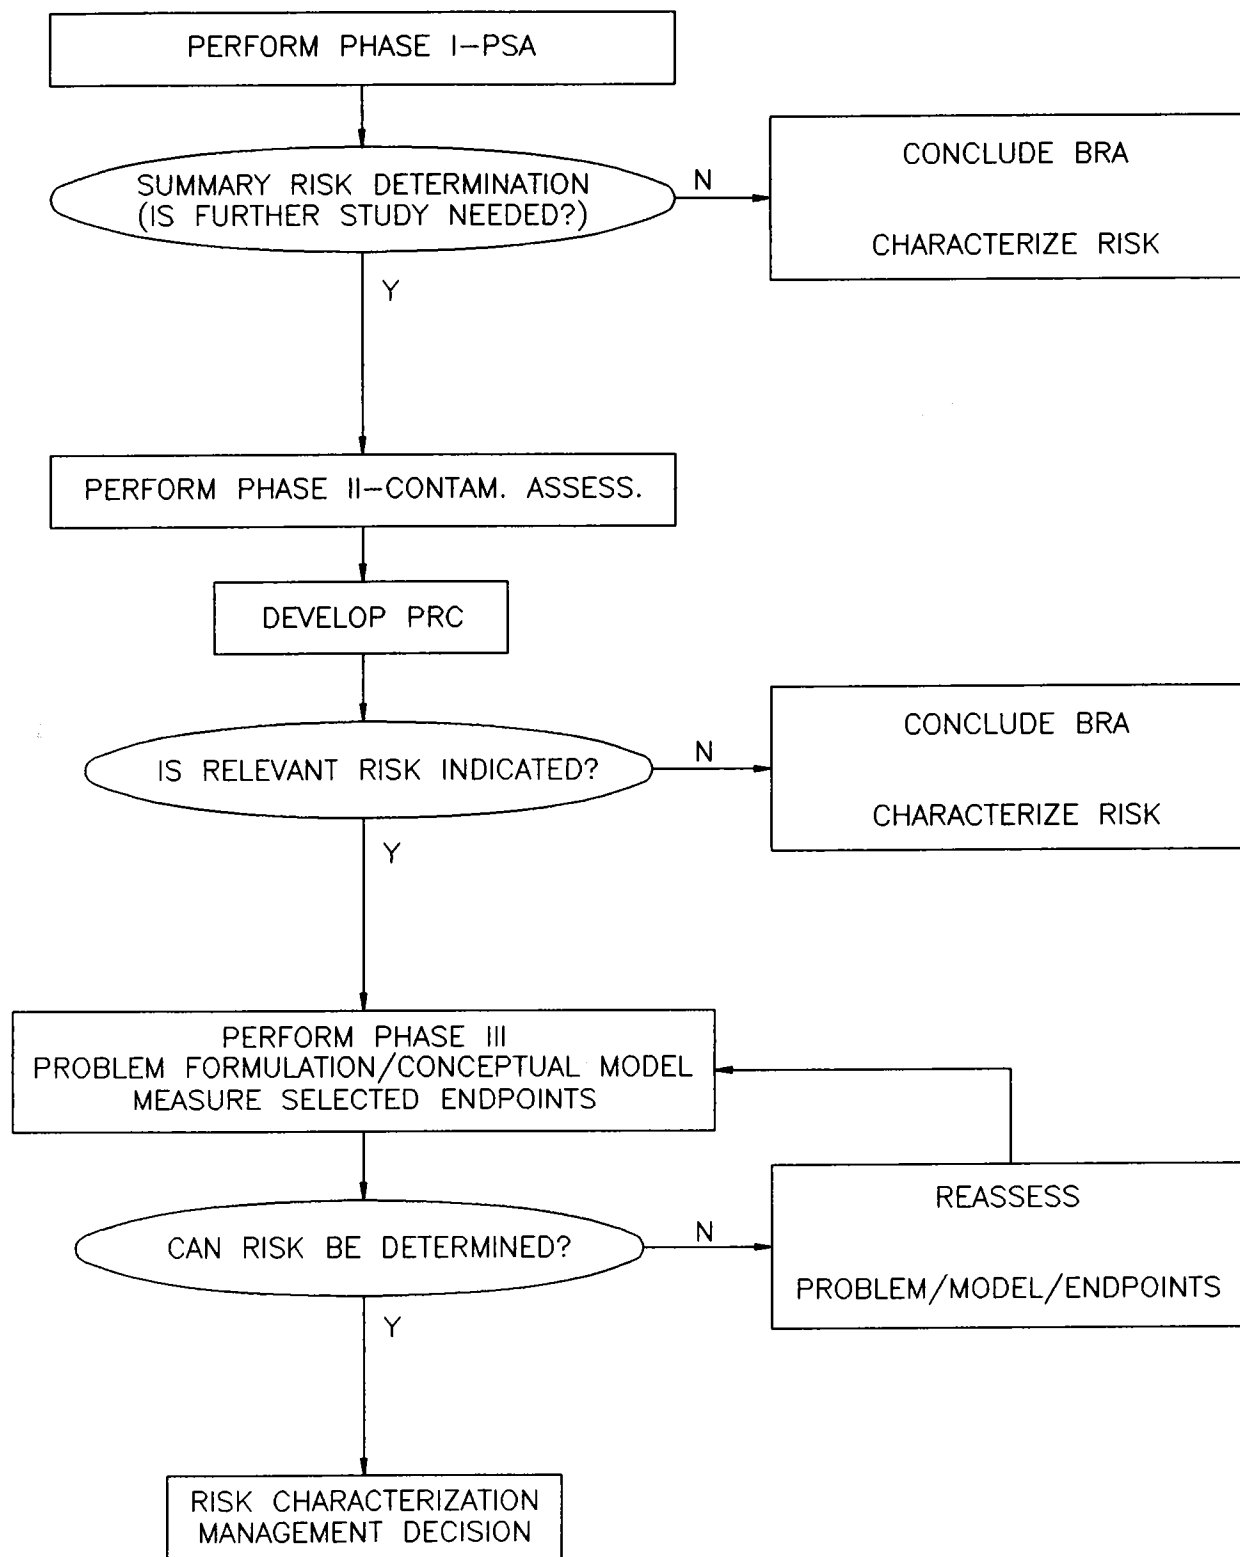 PERFORM PHASE I-PSA
SUMMARY RISK DETERMINATION
(IS FURTHER STUDY NEEDED?)
N
CONCLUDE BRA
CHARACTERIZE RISK
Y
PERFORM PHASE II-CONTAM. ASSESS.
DEVELOP PRC
IS RELEVANT RISK INDICATED?
N
CONCLUDE BRA
CHARACTERIZE RISK
Y
PERFORM PHASE III
PROBLEM FORMULATION/CONCEPTUAL MODEL
MEASURE SELECTED ENDPOINTS
CAN RISK BE DETERMINED?
N
REASSESS
PROBLEM/MODEL/ENDPOINTS
Y
RISK CHARACTERIZATION
MANAGEMENT DECISION